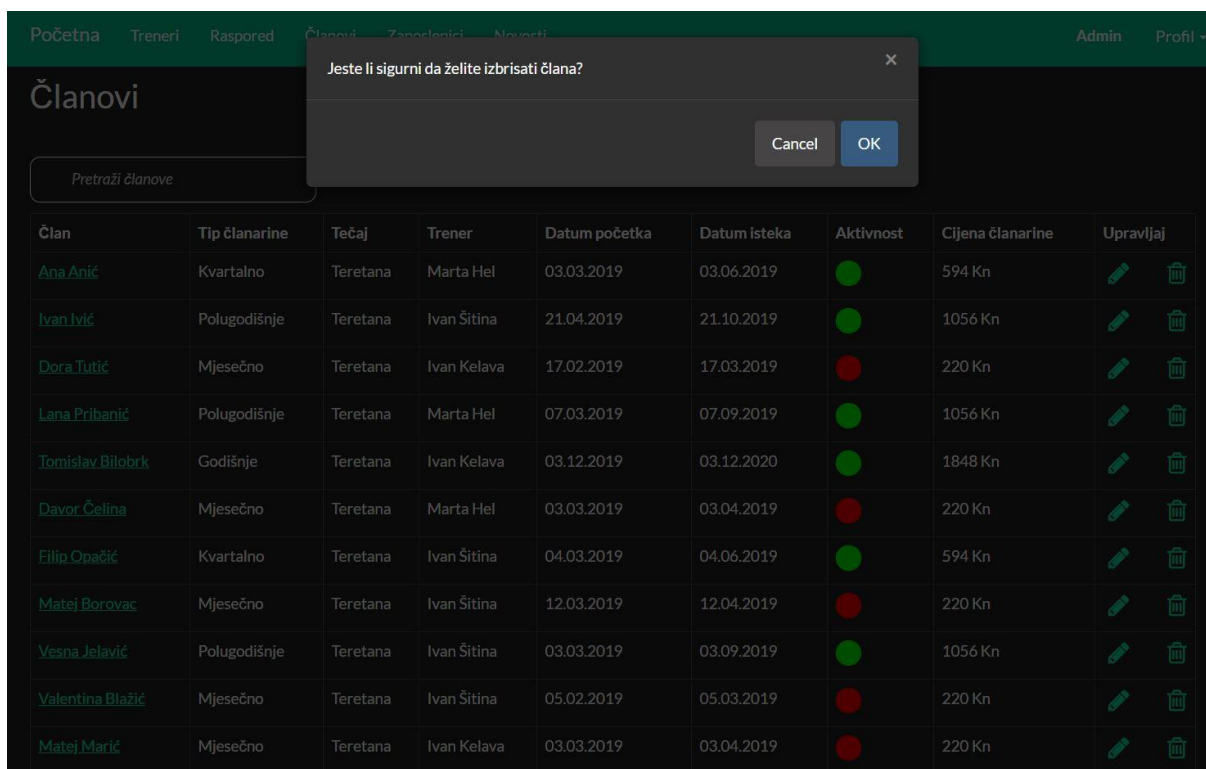 Početna Treneri Raspored Članovi Zaposlenici Novosti Admin Profil
Jeste li sigurni da želite izbrisati člana? ×
Članovi
Cancel OK
Pretraži članove
Član Tip članarine Tečaj Trener Datum početka Datum isteka Aktivnost Cijena članarine Upravljaj
Ana Anić Kvartalno Teretana Marta Hel 03.03.2019 03.06.2019 594 Kn
Ivan Ivić Polugodišnje Teretana Ivan Šitina 21.04.2019 21.10.2019 1056 Kn
Dora Tutić Mjesečno Teretana Ivan Kelava 17.02.2019 17.03.2019 220 Kn
Lana Pribanić Polugodišnje Teretana Marta Hel 07.03.2019 07.09.2019 1056 Kn
Tomislav Bilobrk Godišnje Teretana Ivan Kelava 03.12.2019 03.12.2020 1848 Kn
Davor Čelina Mjesečno Teretana Marta Hel 03.03.2019 03.04.2019 220 Kn
Filip Opačić Kvartalno Teretana Ivan Šitina 04.03.2019 04.06.2019 594 Kn
Matej Borovac Mjesečno Teretana Ivan Šitina 12.03.2019 12.04.2019 220 Kn
Vesna Jelavić Polugodišnje Teretana Ivan Šitina 03.03.2019 03.09.2019 1056 Kn
Valentina Blažić Mjesečno Teretana Ivan Šitina 05.02.2019 05.03.2019 220 Kn
Matej Marić Mjesečno Teretana Ivan Kelava 03.03.2019 03.04.2019 220 Kn